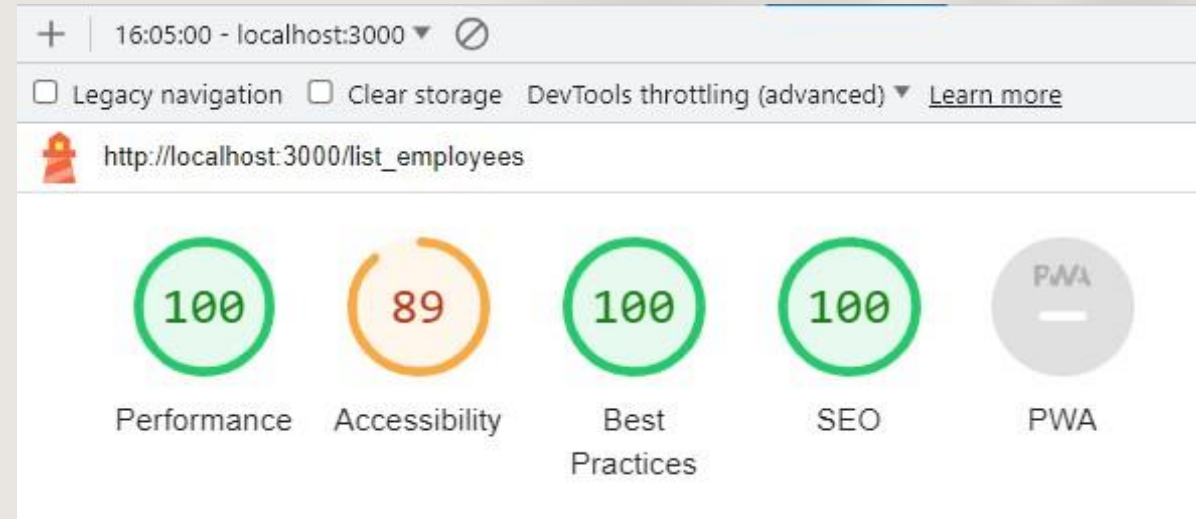 16:05:00 - localhost:3000
Legacy navigation Clear storage DevTools throttling (advanced) Learn more
http://localhost:3000/list_employees
100 89 100 100 PWA
Performance Accessibility Best Practices SEO PWA